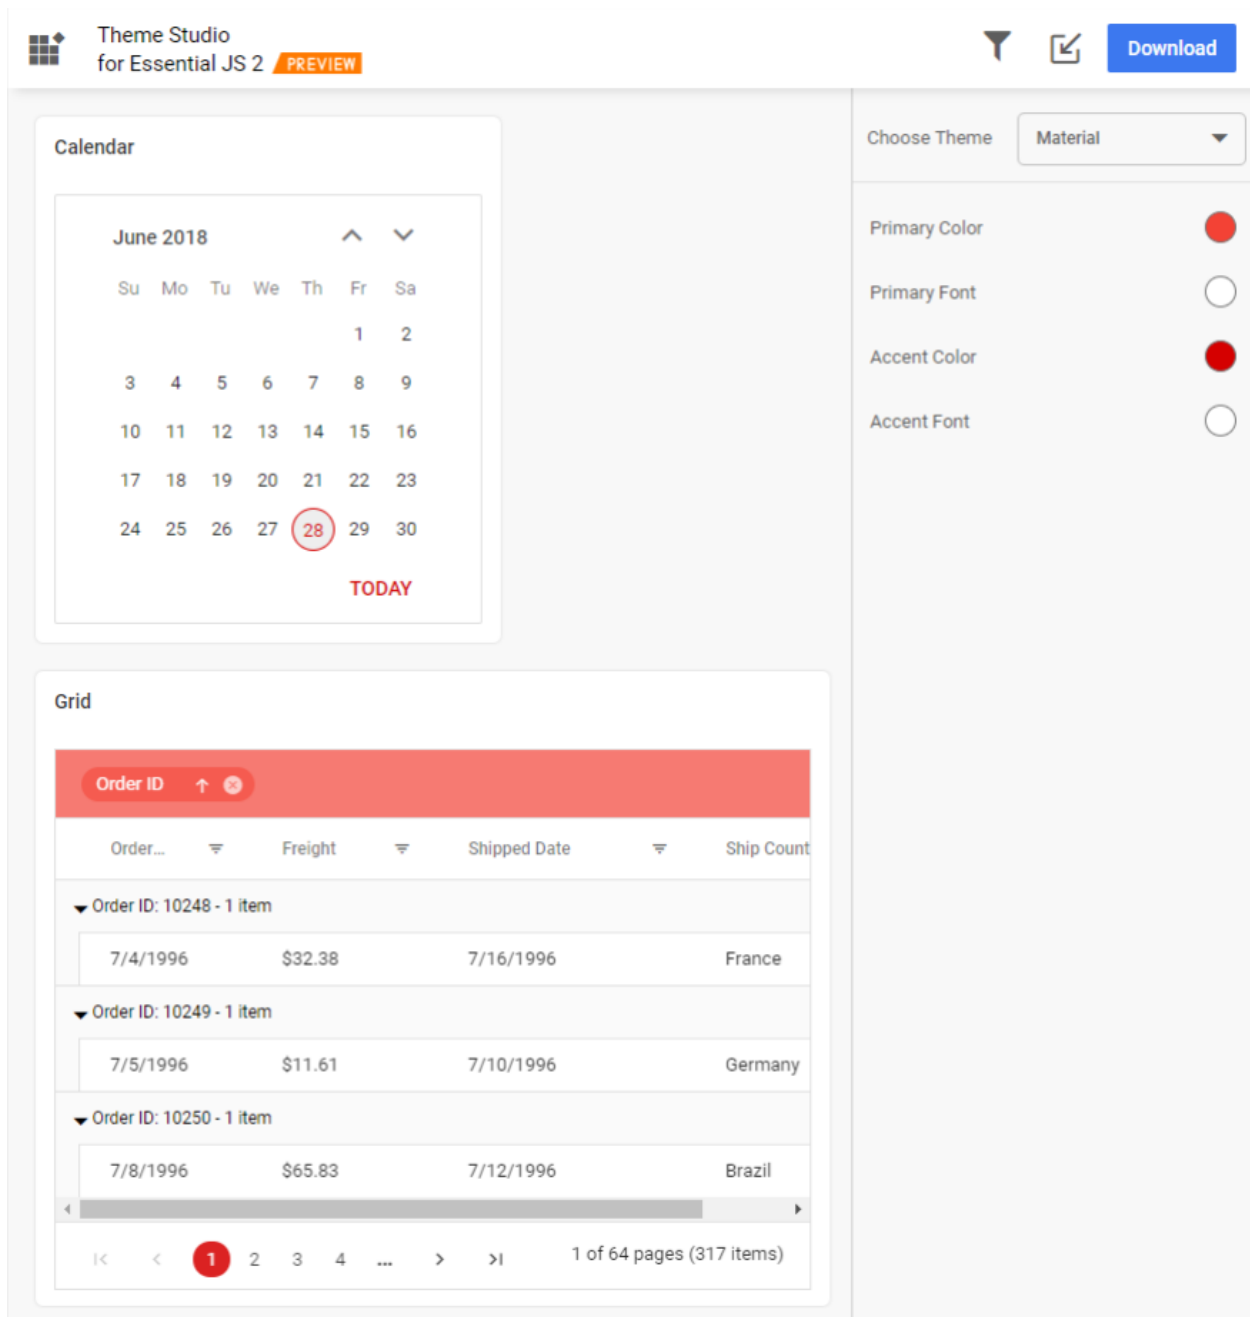 Theme Studio
for Essential JS 2 PREVIEW
Download
Calendar
June 2018
Su Mo Tu We Th Fr Sa
1 2
3 4 5 6 7 8 9
10 11 12 13 14 15 16
17 18 19 20 21 22 23
24 25 26 27 28 29 30
TODAY
Choose Theme Material
Primary Color
Primary Font
Accent Color
Accent Font
Grid
Order ID
Order... Freight Shipped Date Ship Count
Order ID: 10248 - 1 item
7/4/1996 $32.38 7/16/1996 France
Order ID: 10249 - 1 item
7/5/1996 $11.61 7/10/1996 Germany
Order ID: 10250 - 1 item
7/8/1996 $65.83 7/12/1996 Brazil
1 2 3 4 ... 1 of 64 pages (317 items)